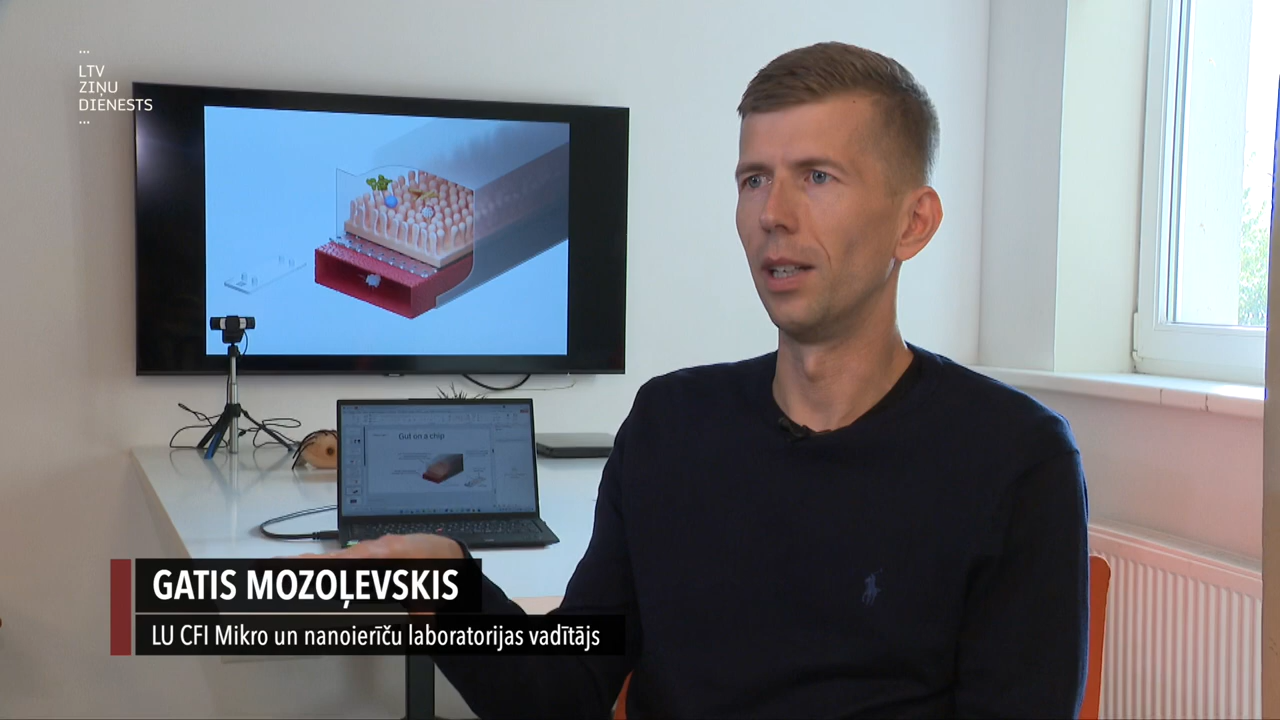 ...
LTV
ZIŅU
DIENESTS
...
Gut on a chip
GATIS MOZOĻEVSKIS
LU CFI Mikro un nanoierīču laboratorijas vadītājs